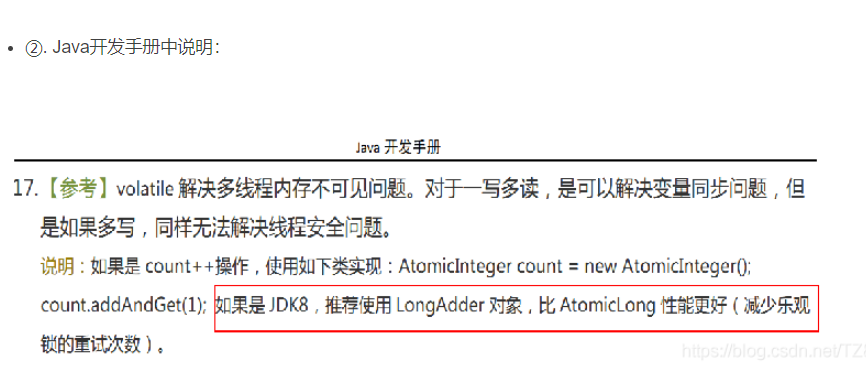 ②. Java开发手册中说明：
Java 开发手册
17.【参考】volatile 解决多线程内存不可见问题。对于一写多读，是可以解决变量同步问题，但
是如果多写，同样无法解决线程安全问题。
说明：如果是 count++操作，使用如下类实现：AtomicInteger count = new AtomicInteger();
count.addAndGet(1); 如果是 JDK8，推荐使用 LongAdder 对象，比 AtomicLong 性能更好（减少乐观
锁的重试次数）。
https://blog.csdn.net/TZ8